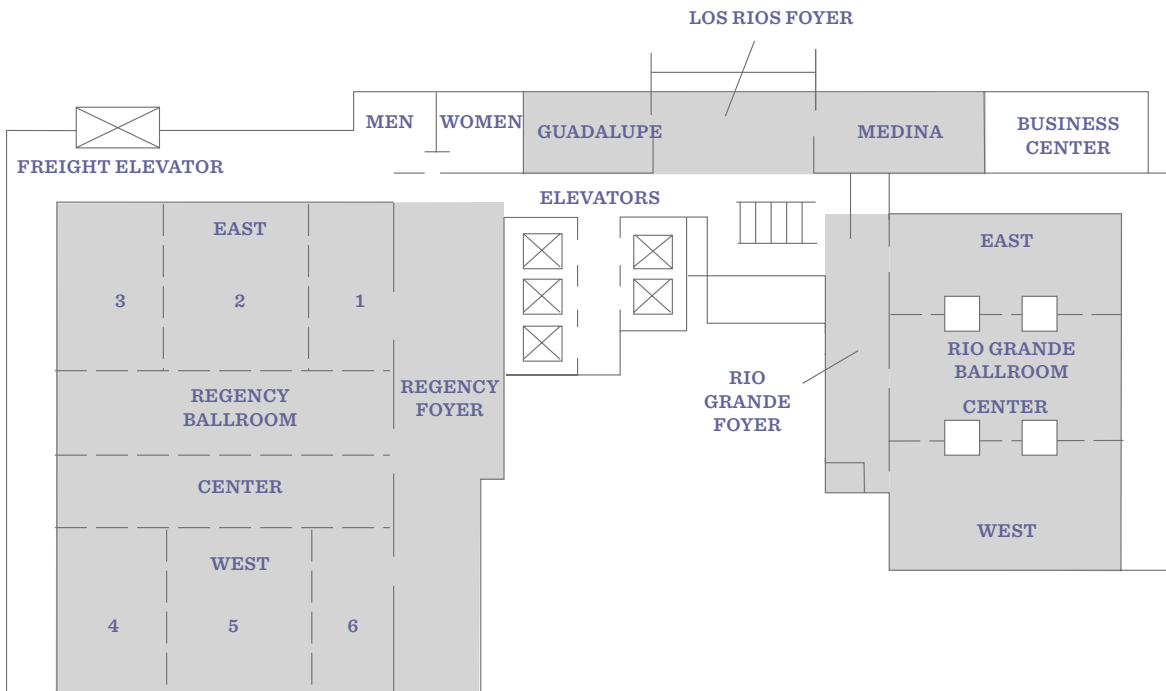 LOS RIOS FOYER
MEN
WOMEN
GUADALUPE
MEDINA
BUSINESS
CENTER
FREIGHT ELEVATOR
ELEVATORS
EAST
3
2
1
REGENCY
BALLROOM
REGENCY
FOYER
CENTER
WEST
4
5
6
RIO
GRANDE
FOYER
EAST
RIO GRANDE
BALLROOM
CENTER
WEST